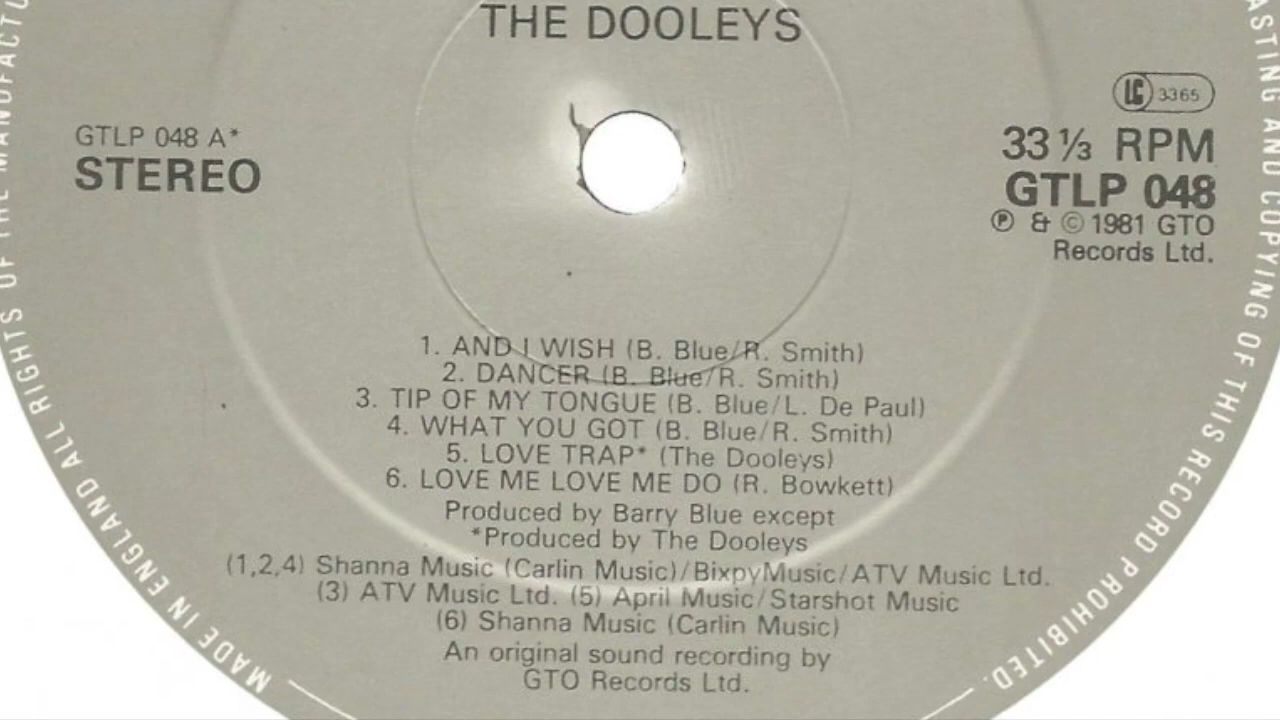 THE DOOLEYS
GTLP 048 A*
STEREO
LC 3365
33 ⅓ RPM
GTLP 048
Ⓟ & © 1981 GTO
Records Ltd.
1. AND I WISH (B. Blue/R. Smith)
2. DANCER (B. Blue/R. Smith)
3. TIP OF MY TONGUE (B. Blue/L. De Paul)
4. WHAT YOU GOT (B. Blue/R. Smith)
5. LOVE TRAP* (The Dooleys)
6. LOVE ME LOVE ME DO (R. Bowkett)
Produced by Barry Blue except
*Produced by The Dooleys
(1,2,4) Shanna Music (Carlin Music)/BixpyMusic/ATV Music Ltd.
(3) ATV Music Ltd. (5) April Music/Starshot Music
(6) Shanna Music (Carlin Music)
An original sound recording by
GTO Records Ltd.
MADE IN ENGLAND ALL RIGHTS OF THE
AND COPYING OF THIS RECORD PROHIBITED.